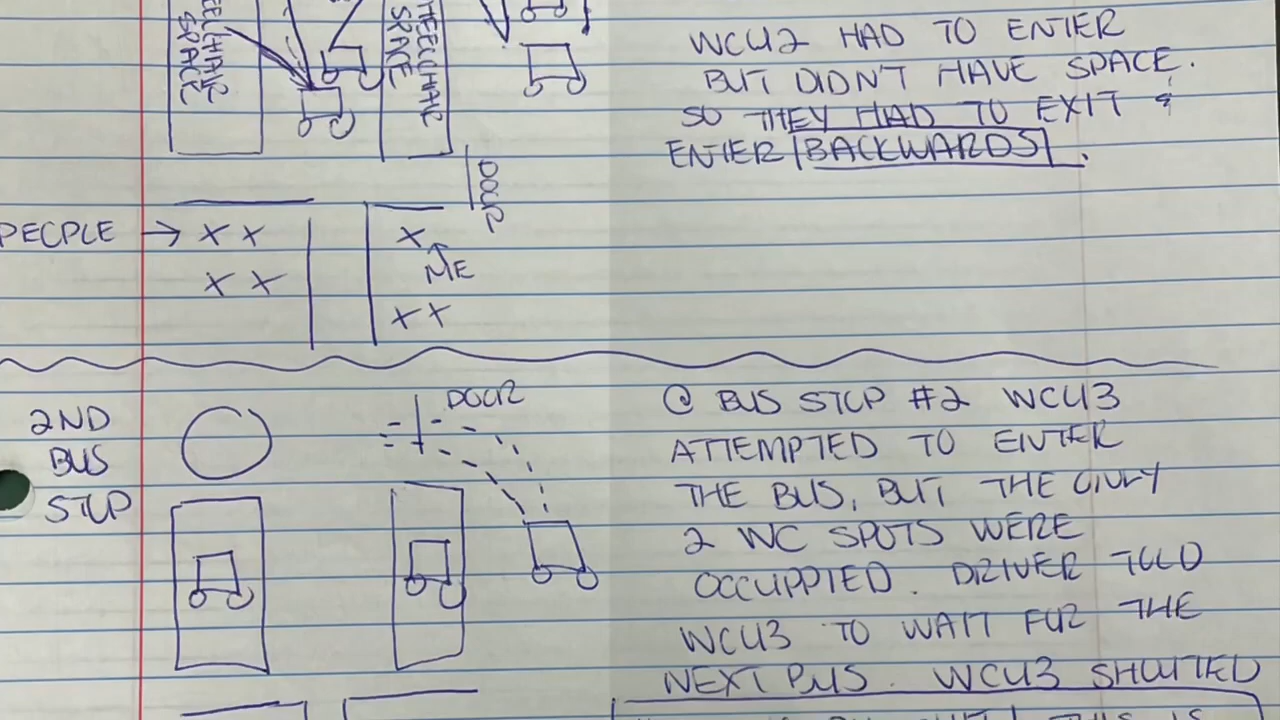 WHEELCHAIR
SPACE
WHEELCHAIR
SPACE
WCU2 HAD TO ENTER
BUT DIDN'T HAVE SPACE.
SO THEY HAD TO EXIT &
ENTER BACKWARDS.
DOOR
PEOPLE → X X
X X
X
ME
X X
2ND
BUS
STOP
DOOR
@ BUS STOP #2 WCU3
ATTEMPTED TO ENTER
THE BUS, BUT THE ONLY
2 WC SPOTS WERE
OCCUPPIED. DRIVER TOLD
WCU3 TO WAIT FOR THE
NEXT BUS. WCU3 SHOUTED
THIS IS